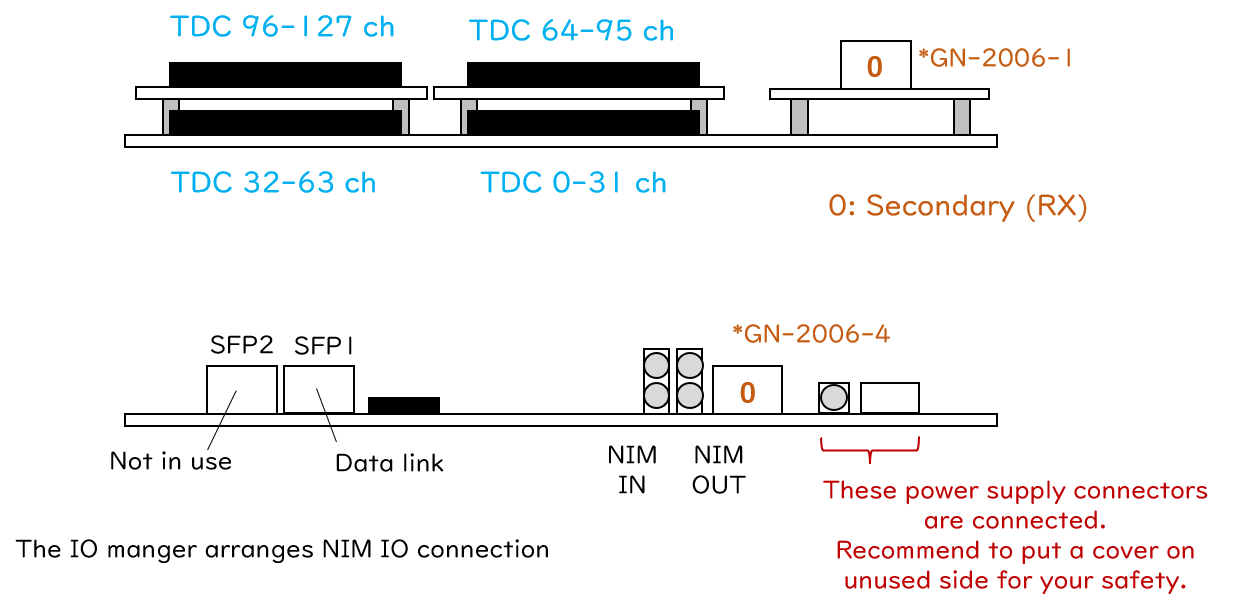 TDC 96-127 ch
TDC 64-95 ch
0
*GN-2006-1
TDC 32-63 ch
TDC 0-31 ch
0: Secondary (RX)
SFP2
SFP1
*GN-2006-4
0
Not in use
Data link
NIM
IN
NIM
OUT
These power supply connectors
are connected.
Recommend to put a cover on
unused side for your safety.
The IO manger arranges NIM IO connection